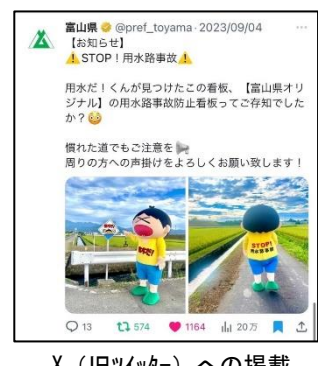 富山県 @pref_toyama・2023/09/04 …
【お知らせ】
⚠STOP！用水路事故⚠
用水だ！くんが見つけたこの看板、【富山県オリ
ジナル】の用水路事故防止看板ってご存知でした
か？😳
慣れた道でもご注意を📢
周りの方への声掛けをよろしくお願い致します！
STOP!
用水路事故
13 574 1164 20万
X（旧ツイッター）への掲載